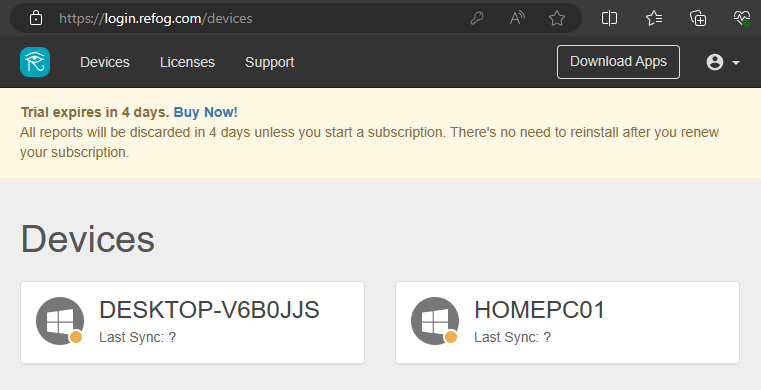 https://login.refog.com/devices
Devices Licenses Support Download Apps
Trial expires in 4 days. Buy Now!
All reports will be discarded in 4 days unless you start a subscription. There's no need to reinstall after you renew
your subscription.
Devices
DESKTOP-V6B0JJS
Last Sync: ?
HOMEPC01
Last Sync: ?